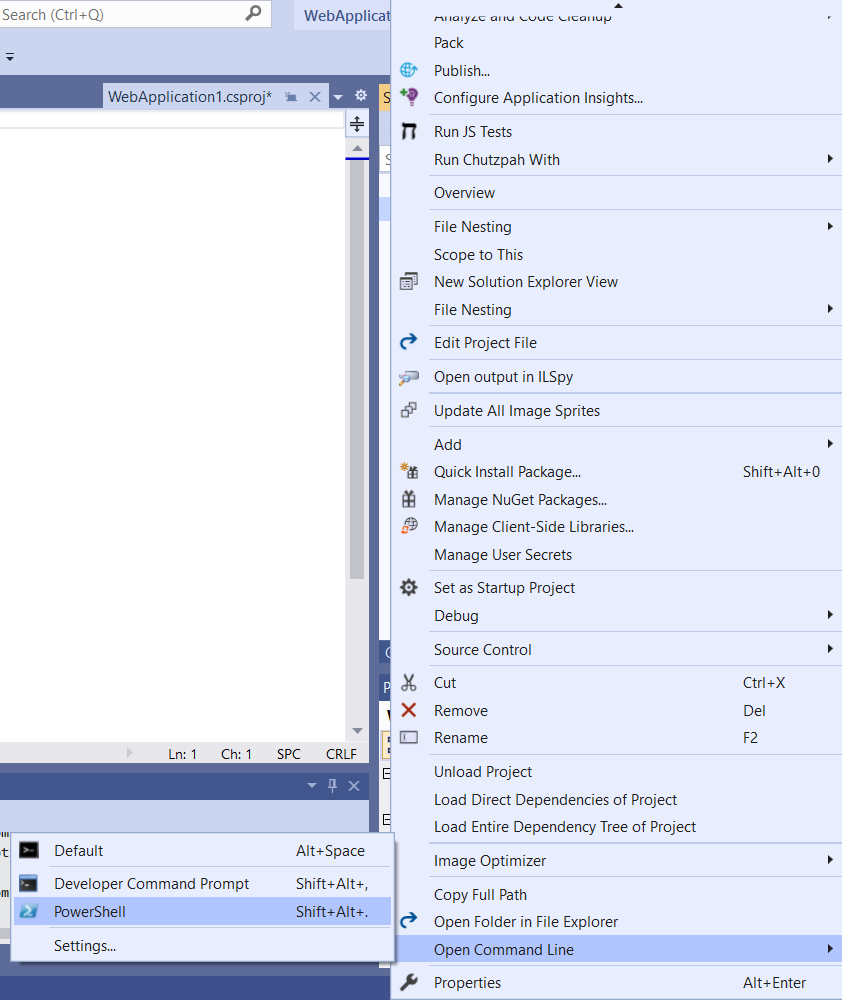 Search (Ctrl+Q)
WebApplicat
WebApplication1.csproj*
Analyze and Code Cleanup
Pack
Publish...
Configure Application Insights...
Run JS Tests
Run Chutzpah With
Overview
File Nesting
Scope to This
New Solution Explorer View
File Nesting
Edit Project File
Open output in ILSpy
Update All Image Sprites
Add
Quick Install Package... Shift+Alt+0
Manage NuGet Packages...
Manage Client-Side Libraries...
Manage User Secrets
Set as Startup Project
Debug
Source Control
Cut Ctrl+X
Remove Del
Rename F2
Unload Project
Load Direct Dependencies of Project
Load Entire Dependency Tree of Project
Image Optimizer
Copy Full Path
Open Folder in File Explorer
Open Command Line
Properties Alt+Enter
Ln: 1 Ch: 1 SPC CRLF
Default Alt+Space
Developer Command Prompt Shift+Alt+,
PowerShell Shift+Alt+.
Settings...